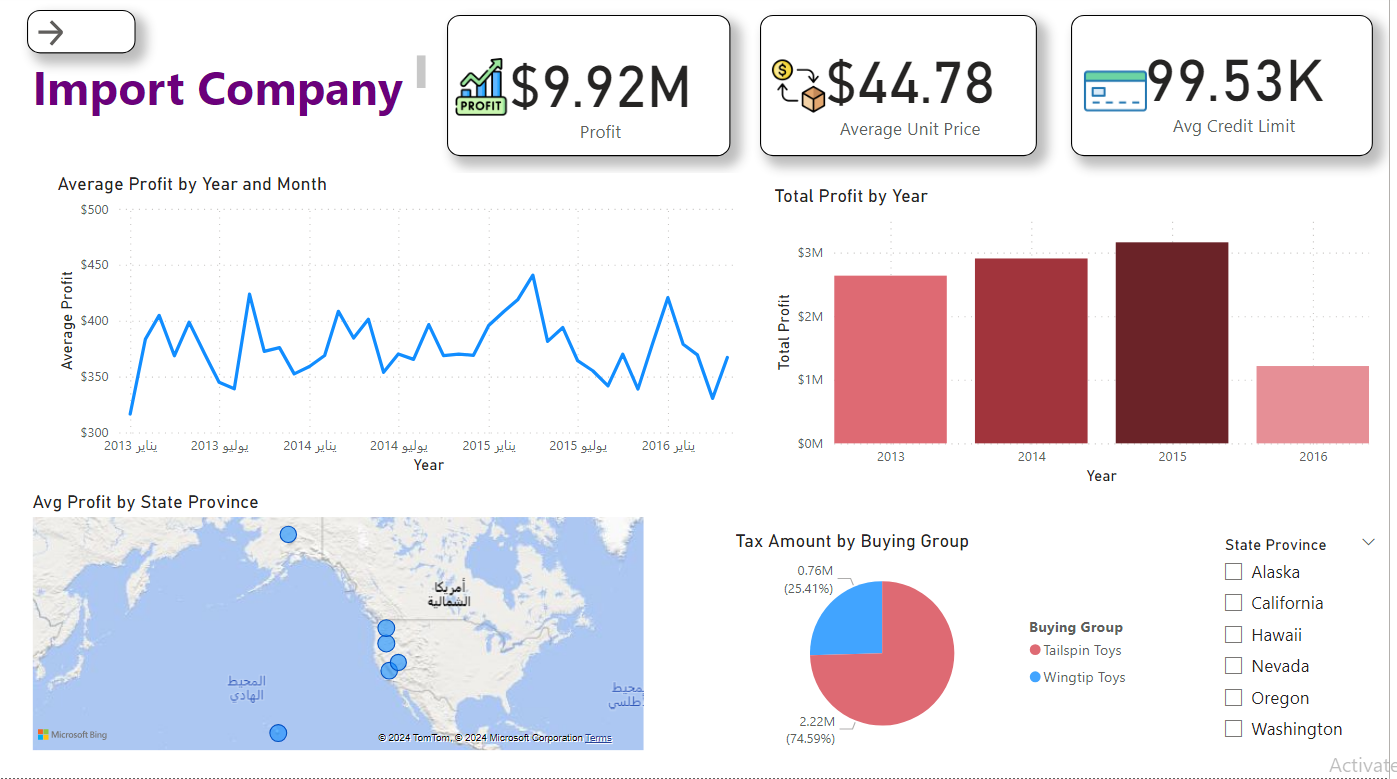 Import Company
PROFIT
$9.92M
Profit
$
$44.78
Average Unit Price
99.53K
Avg Credit Limit
Average Profit by Year and Month
Average Profit
$500
$450
$400
$350
$300
يناير 2013
يوليو 2013
يناير 2014
يوليو 2014
يناير 2015
يوليو 2015
يناير 2016
Year
Total Profit by Year
Total Profit
$3M
$2M
$1M
$0M
2013
2014
2015
2016
Year
Avg Profit by State Province
أمريكا
الشمالية
المحيط
الهادي
Microsoft Bing
© 2024 TomTom, © 2024 Microsoft Corporation Terms
Tax Amount by Buying Group
0.76M
(25.41%)
2.22M
(74.59%)
Buying Group
Tailspin Toys
Wingtip Toys
State Province
Alaska
California
Hawaii
Nevada
Oregon
Washington
Activate